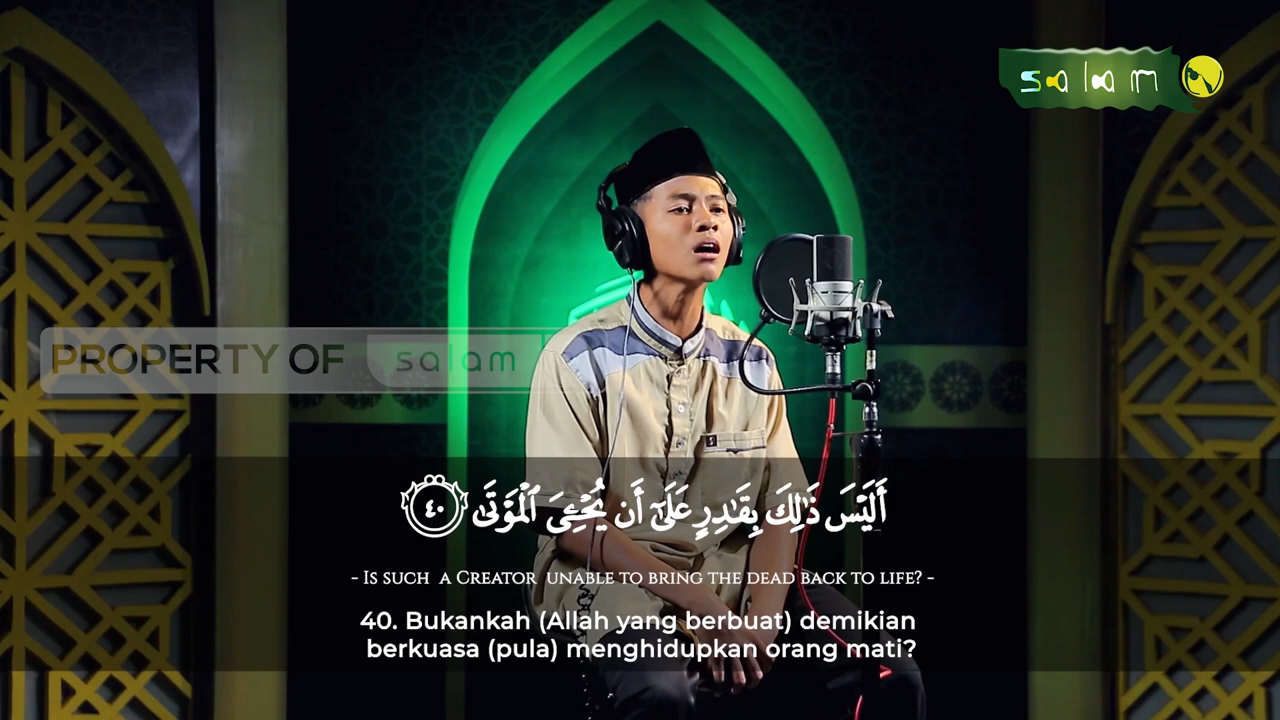 salam
PROPERTY OF salam
أَلَيْسَ ذَٰلِكَ بِقَٰدِرٍ عَلَىٰٓ أَن يُحْـِۧىَ ٱلْمَوْتَىٰ ٤٠
- Is such a Creator unable to bring the dead back to life? -
40. Bukankah (Allah yang berbuat) demikian
berkuasa (pula) menghidupkan orang mati?